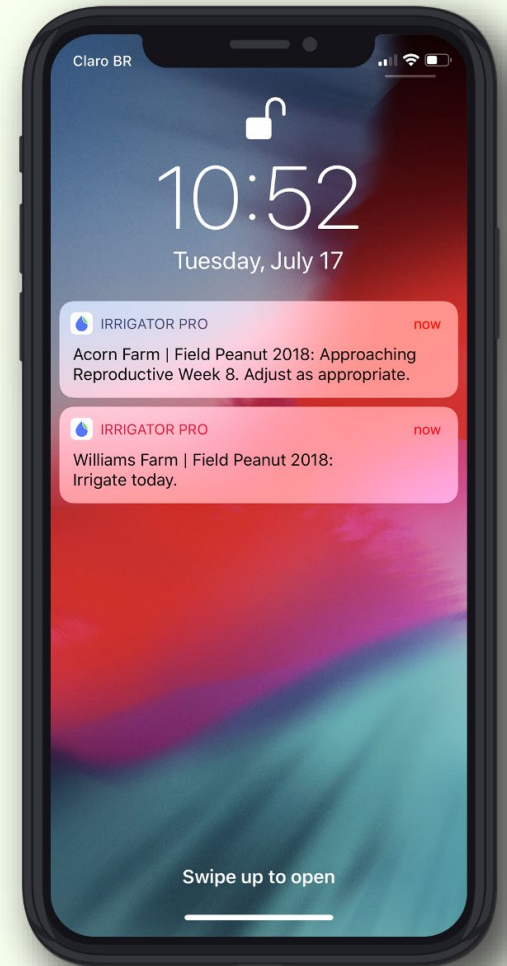 Claro BR
10:52
Tuesday, July 17
IRRIGATOR PRO now
Acorn Farm | Field Peanut 2018: Approaching
Reproductive Week 8. Adjust as appropriate.
IRRIGATOR PRO now
Williams Farm | Field Peanut 2018:
Irrigate today.
Swipe up to open